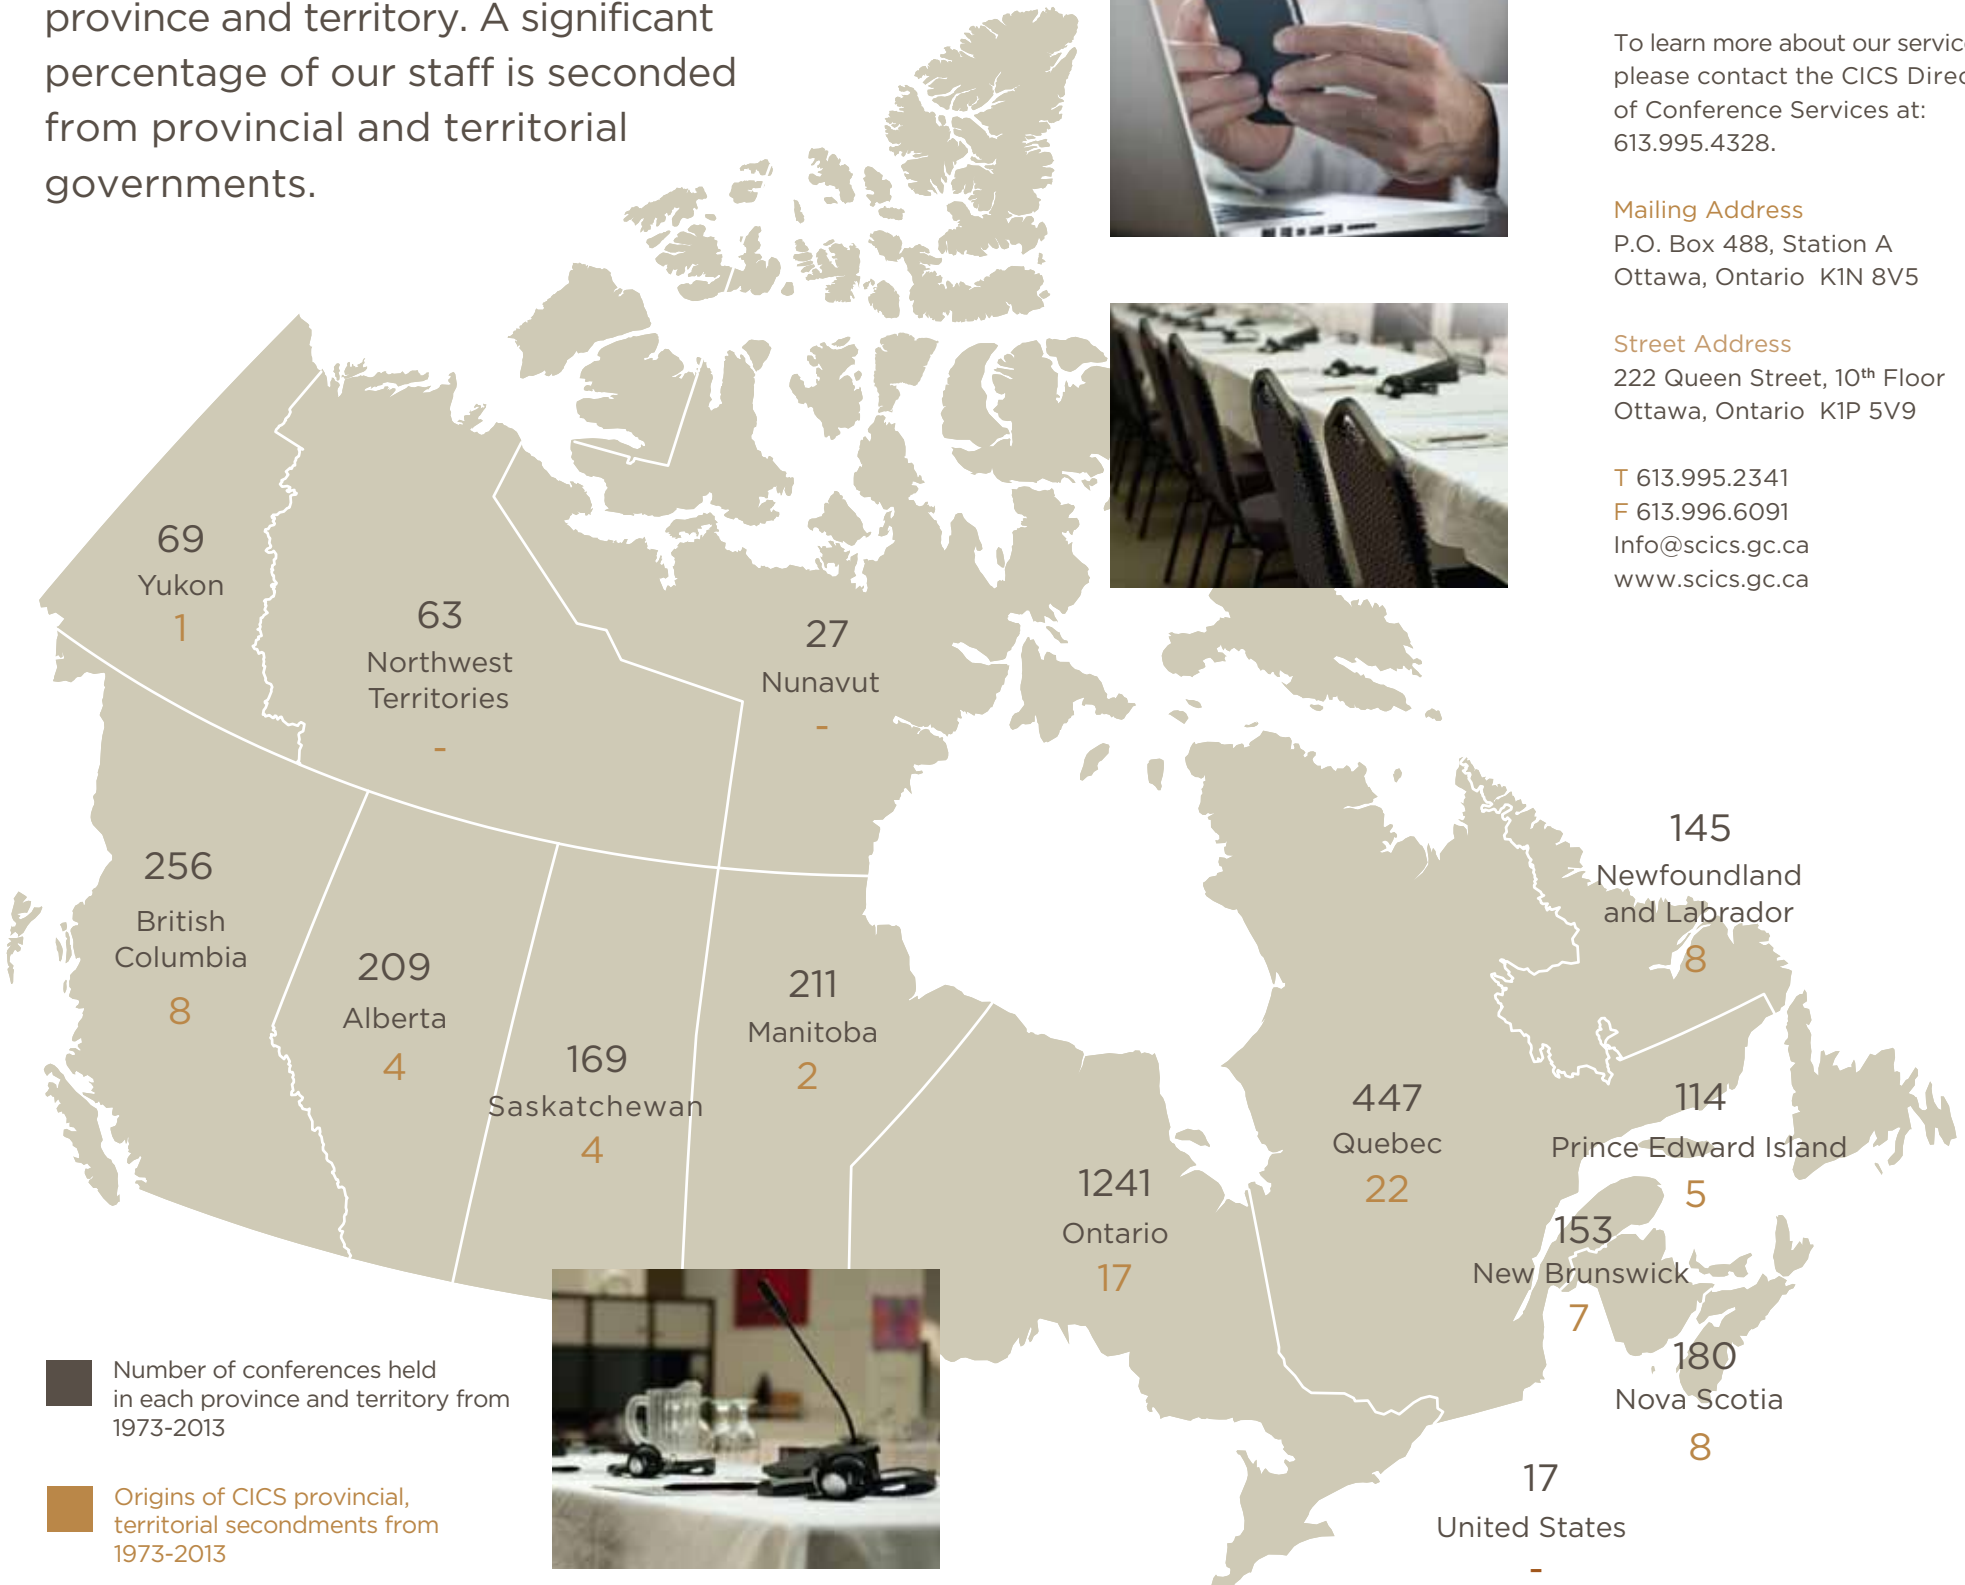 province and territory. A significant
percentage of our staff is seconded
from provincial and territorial
governments.
To learn more about our
please contact the CICS
of Conference Services at:
613.995.4328.
Mailing Address
P.O. Box 488, Station A
Ottawa, Ontario K1N 8V5
Street Address
222 Queen Street, 10th Floor
Ottawa, Ontario K1P 5V9
T 613.995.2341
F 613.996.6091
Info@scics.gc.ca
www.scics.gc.ca
69
Yukon
1
63
Northwest
Territories
-
27
Nunavut
-
256
British
Columbia
8
209
Alberta
4
169
Saskatchewan
4
211
Manitoba
2
1241
Ontario
17
447
Quebec
22
145
Newfoundland
and Labrador
8
114
Prince Edward Island
5
153
New Brunswick
7
180
Nova Scotia
8
17
United States
-
Number of conferences held
in each province and territory from
1973-2013
Origins of CICS provincial,
territorial secondments from
1973-2013